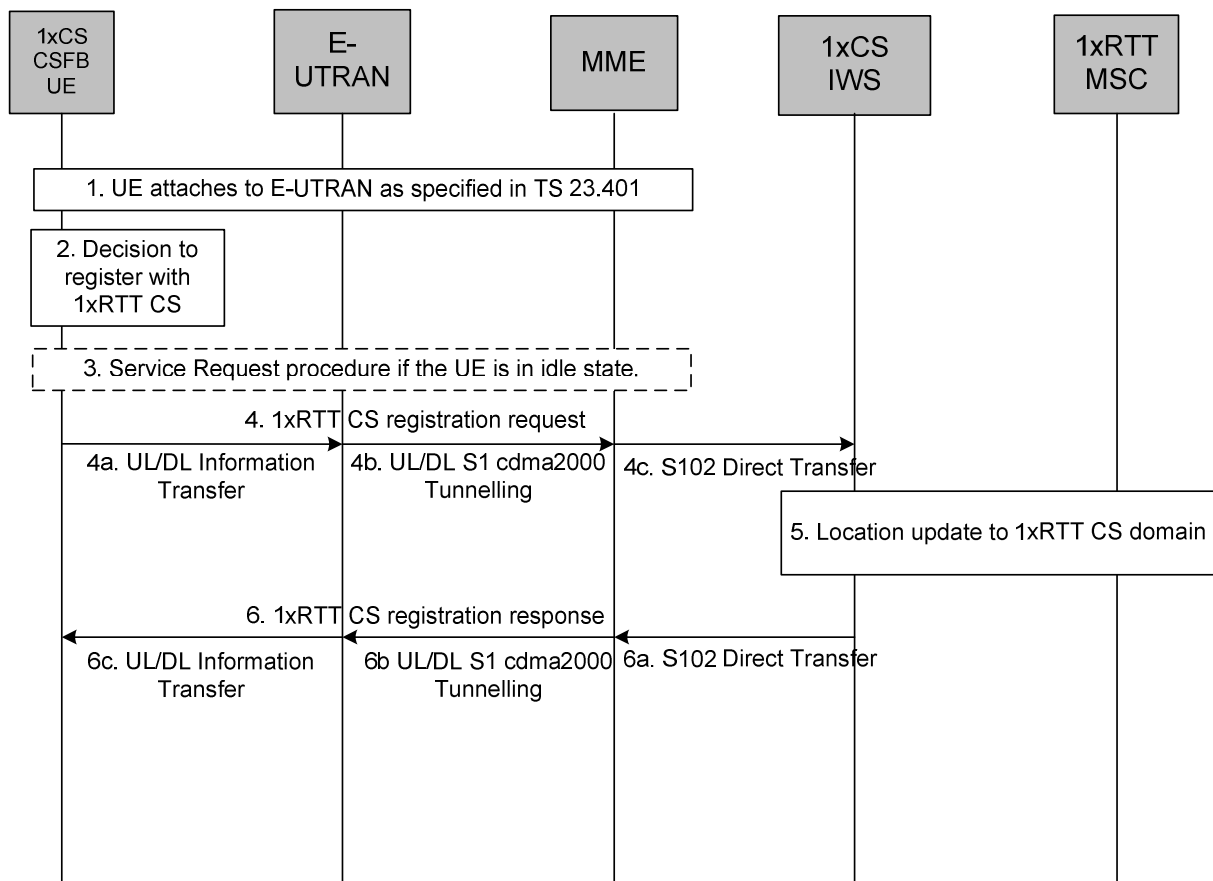 1xCS
CSFB
UE
E-
UTRAN
MME
1xCS
IWS
1xRTT
MSC
1. UE attaches to E-UTRAN as specified in TS 23.401
2. Decision to
register with
1xRTT CS
3. Service Request procedure if the UE is in idle state.
4. 1xRTT CS registration request
4a. UL/DL Information
Transfer
4b. UL/DL S1 cdma2000
Tunnelling
4c. S102 Direct Transfer
5. Location update to 1xRTT CS domain
6. 1xRTT CS registration response
6c. UL/DL Information
Transfer
6b UL/DL S1 cdma2000
Tunnelling
6a. S102 Direct Transfer